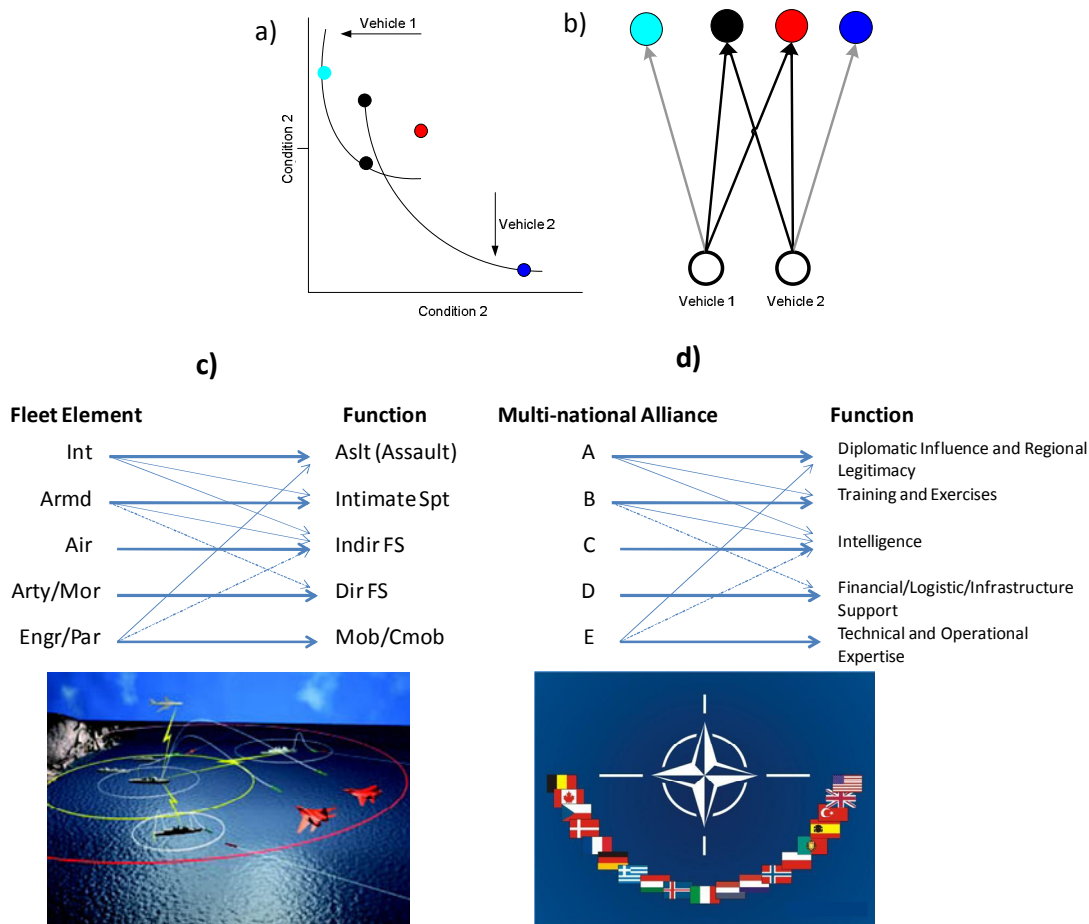 a)
Vehicle 1
Condition 2
Vehicle 2
Condition 2
b)
Vehicle 1
Vehicle 2
c)
Fleet Element
Function
Int
Aslt (Assault)
Armd
Intimate Spt
Air
Indir FS
Arty/Mor
Dir FS
Engr/Par
Mob/Cmob
d)
Multi-national Alliance
Function
A
Diplomatic Influence and Regional
Legitimacy
B
Training and Exercises
C
Intelligence
D
Financial/Logistic/Infrastructure
Support
E
Technical and Operational
Expertise